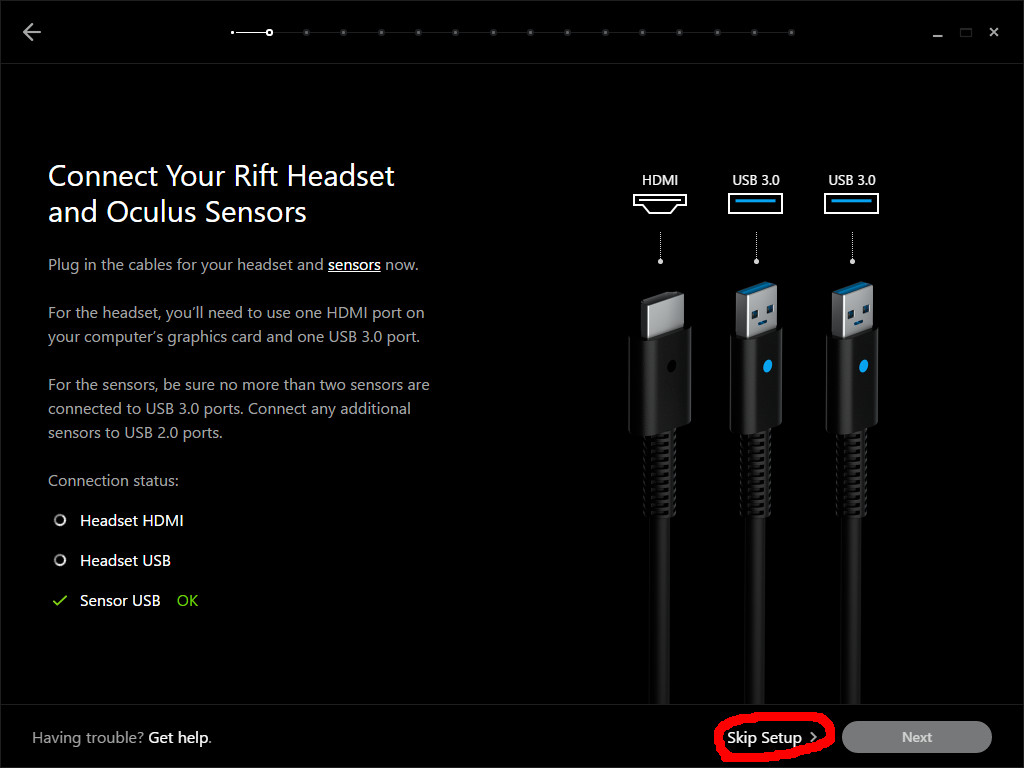 Connect Your Rift Headset
and Oculus Sensors
Plug in the cables for your headset and sensors now.
For the headset, you’ll need to use one HDMI port on
your computer’s graphics card and one USB 3.0 port.
For the sensors, be sure no more than two sensors are
connected to USB 3.0 ports. Connect any additional
sensors to USB 2.0 ports.
Connection status:
Headset HDMI
Headset USB
Sensor USB OK
HDMI
USB 3.0
USB 3.0
Having trouble? Get help.
Skip Setup
Next